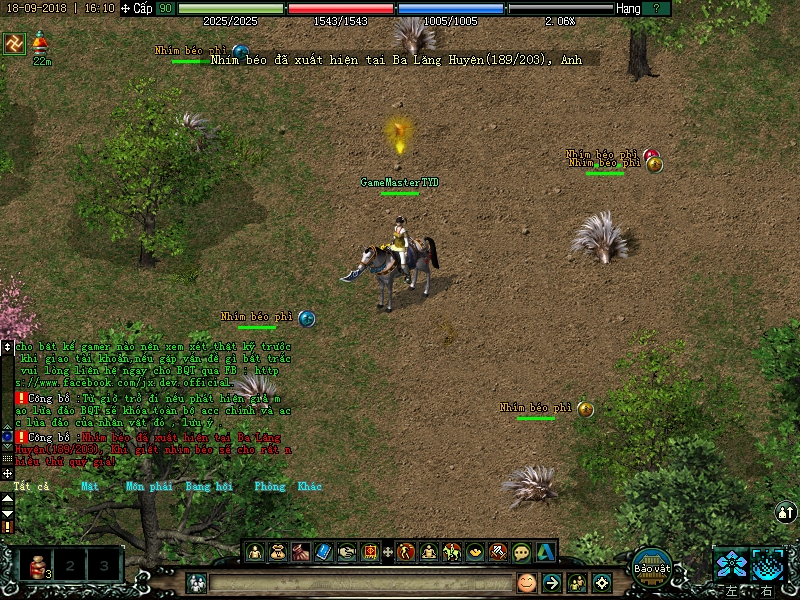 18-09-2018 | 16:10 Cấp 90 Hạng ?
2025/2025 1543/1543 1005/1005 2.06%
22m
Nhím béo phì
Nhím béo đã xuất hiện tại Ba Lăng Huyện(189/203), Anh
Nhím béo phì
Nhím béo phì
GameMasterTYD
Nhím béo phì
Nhím béo phì
cho bất kể gamer nào nên xem xét thật kỹ trước
khi giao tài khoản,nếu gặp vấn đề gì bất trắc
vui lòng liên hệ ngay cho BQT qua FB : http
s://www.facebook.com/jx.dev.official.
Công bố :Từ giờ trở đi nếu phát hiện giả m
ạo lừa đảo BQT sẽ khóa toàn bộ acc chính và ac
c lừa đảo của nhân vật đó , lưu ý
Công bố :Nhím béo đã xuất hiện tại Ba Lăng
Huyện(189/203), Khi giết nhím béo sẽ cho rất n
hiều thứ quý giá!
Tất cả Mật Môn phái Bang hội Phòng Khác
3 2 3
Bảo vật
左 右